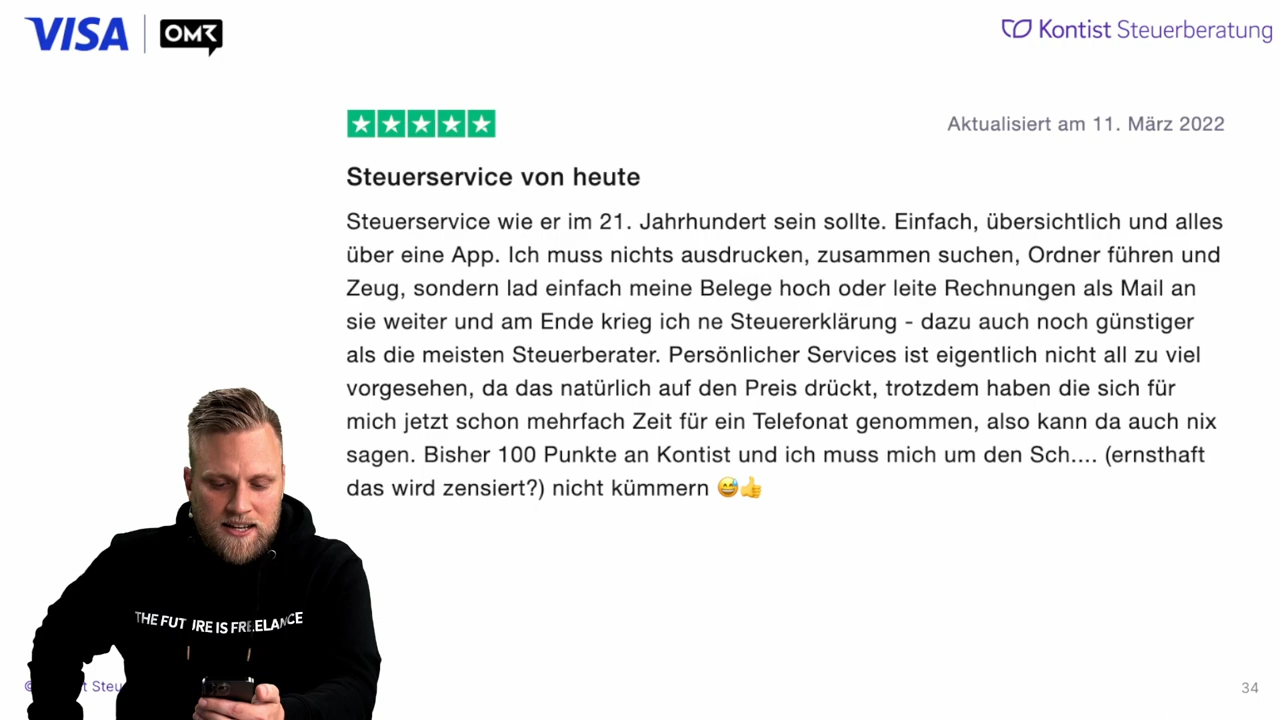 VISA
OMR
Kontist Steuerberatung
Aktualisiert am 11. März 2022
Steuerservice von heute
Steuerservice wie er im 21. Jahrhundert sein sollte. Einfach, übersichtlich und alles
über eine App. Ich muss nichts ausdrucken, zusammen suchen, Ordner führen und
Zeug, sondern lad einfach meine Belege hoch oder leite Rechnungen als Mail an
sie weiter und am Ende krieg ich ne Steuererklärung - dazu auch noch günstiger
als die meisten Steuerberater. Persönlicher Services ist eigentlich nicht all zu viel
vorgesehen, da das natürlich auf den Preis drückt, trotzdem haben die sich für
mich jetzt schon mehrfach Zeit für ein Telefonat genommen, also kann da auch nix
sagen. Bisher 100 Punkte an Kontist und ich muss mich um den Sch.... (ernsthaft
das wird zensiert?) nicht kümmern 😅👍
THE FUTURE IS FREELANCE
34